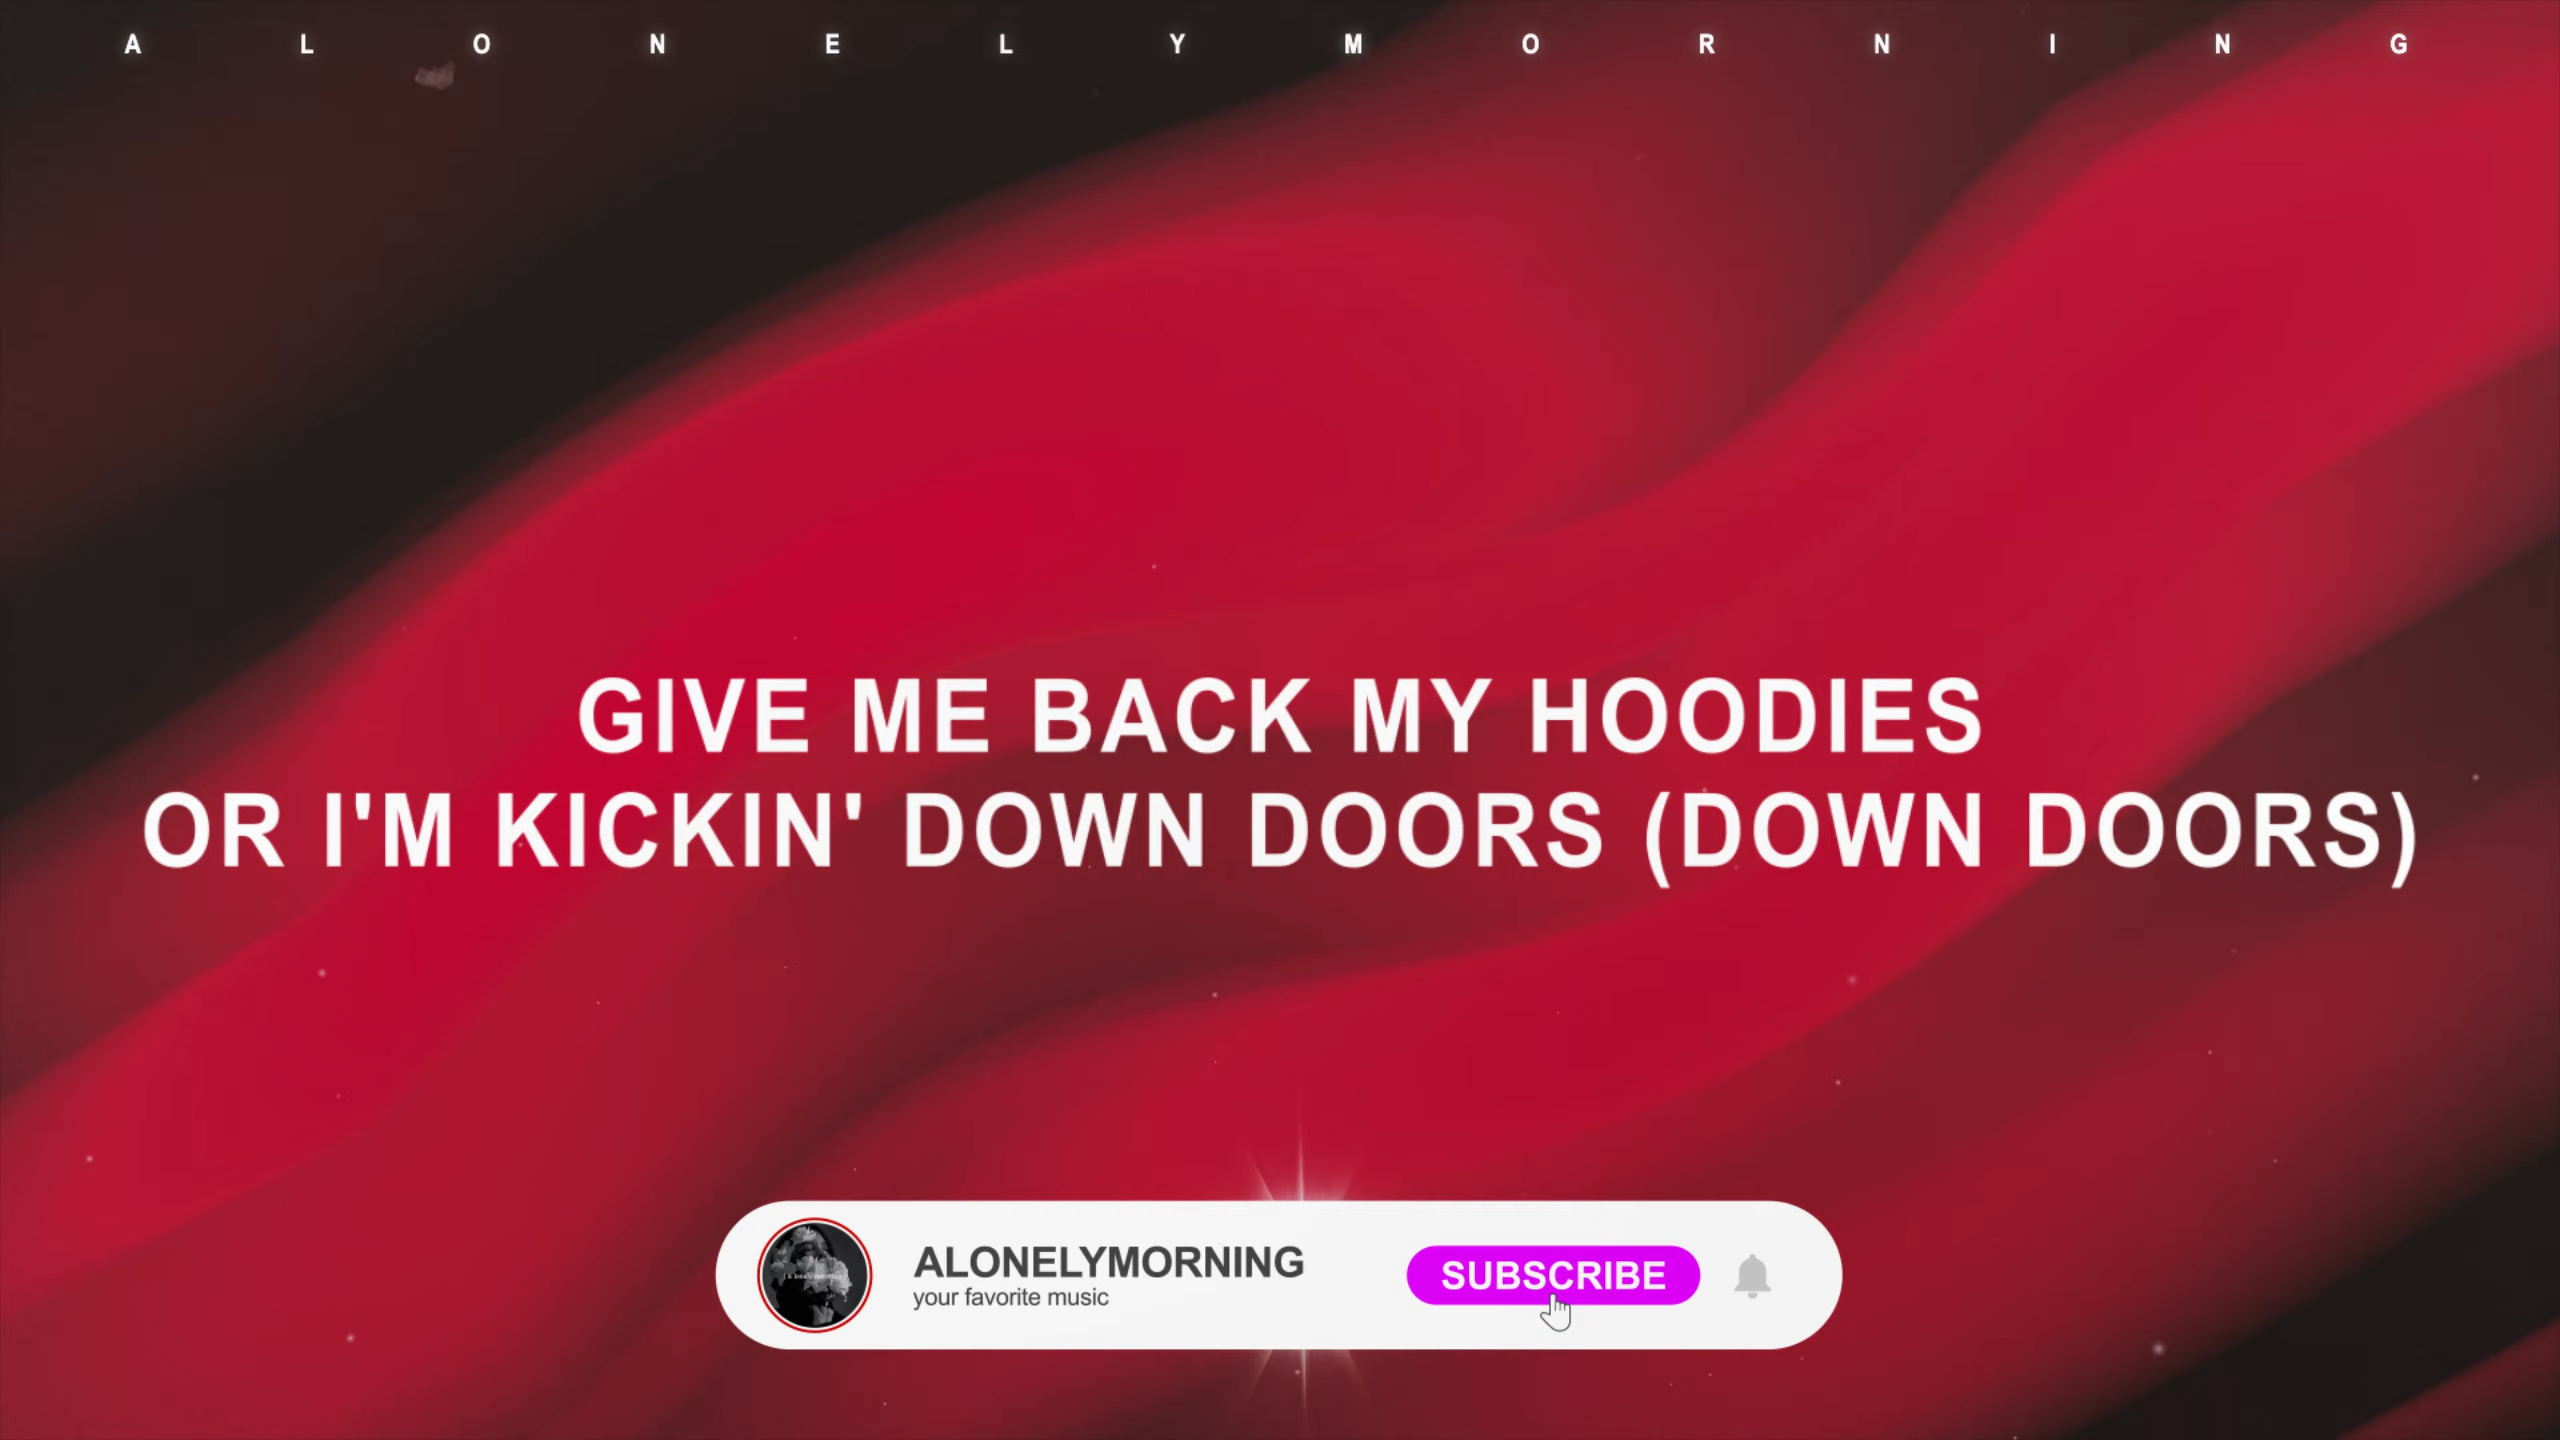 A L O N E L Y M O R N I N G
GIVE ME BACK MY HOODIES
OR I'M KICKIN' DOWN DOORS (DOWN DOORS)
ALONELYMORNING
your favorite music
SUBSCRIBE